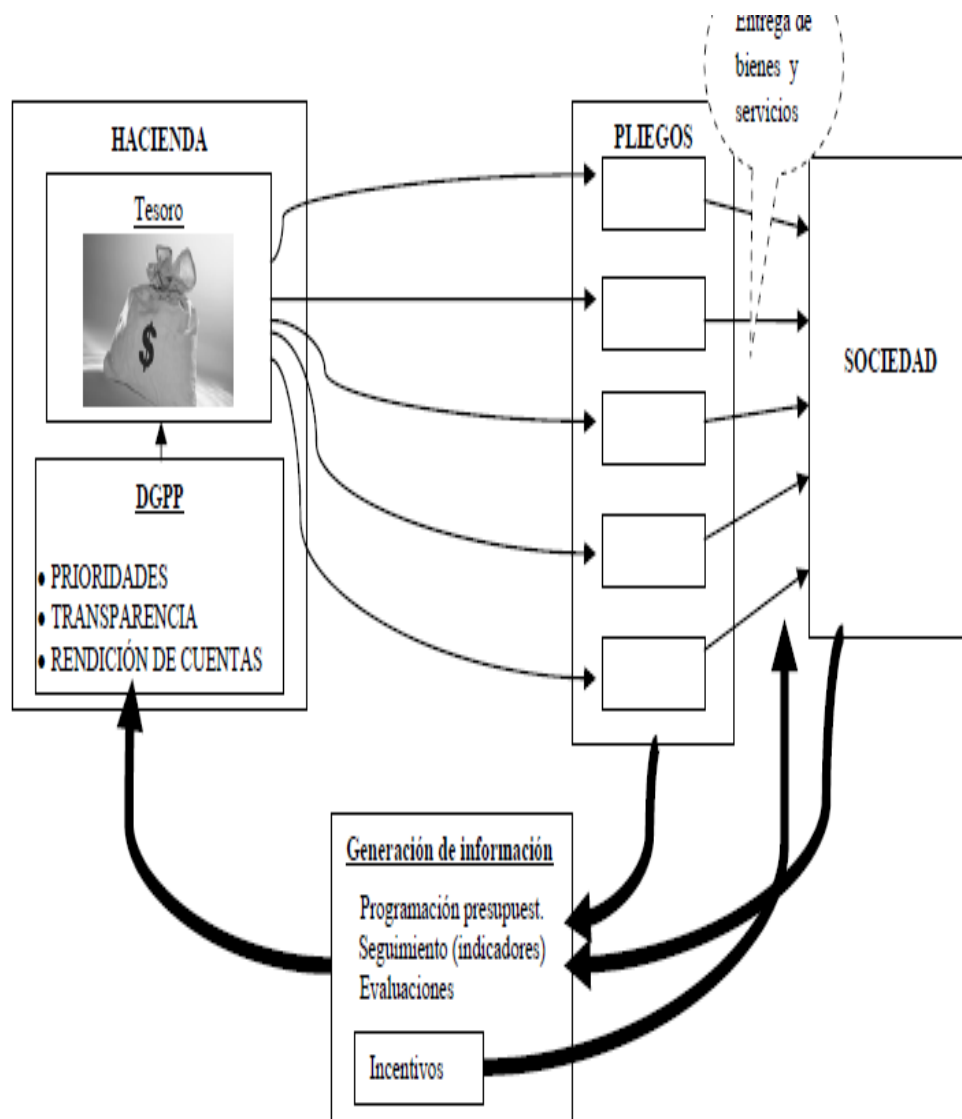 Entrega de
bienes y
servicios
HACIENDA
Tesoro
$
DGPP
• PRIORIDADES
• TRANSPARENCIA
• RENDICIÓN DE CUENTAS
PLIEGOS
SOCIEDAD
Generación de información
Programación presupuest.
Seguimiento (indicadores)
Evaluaciones
Incentivos